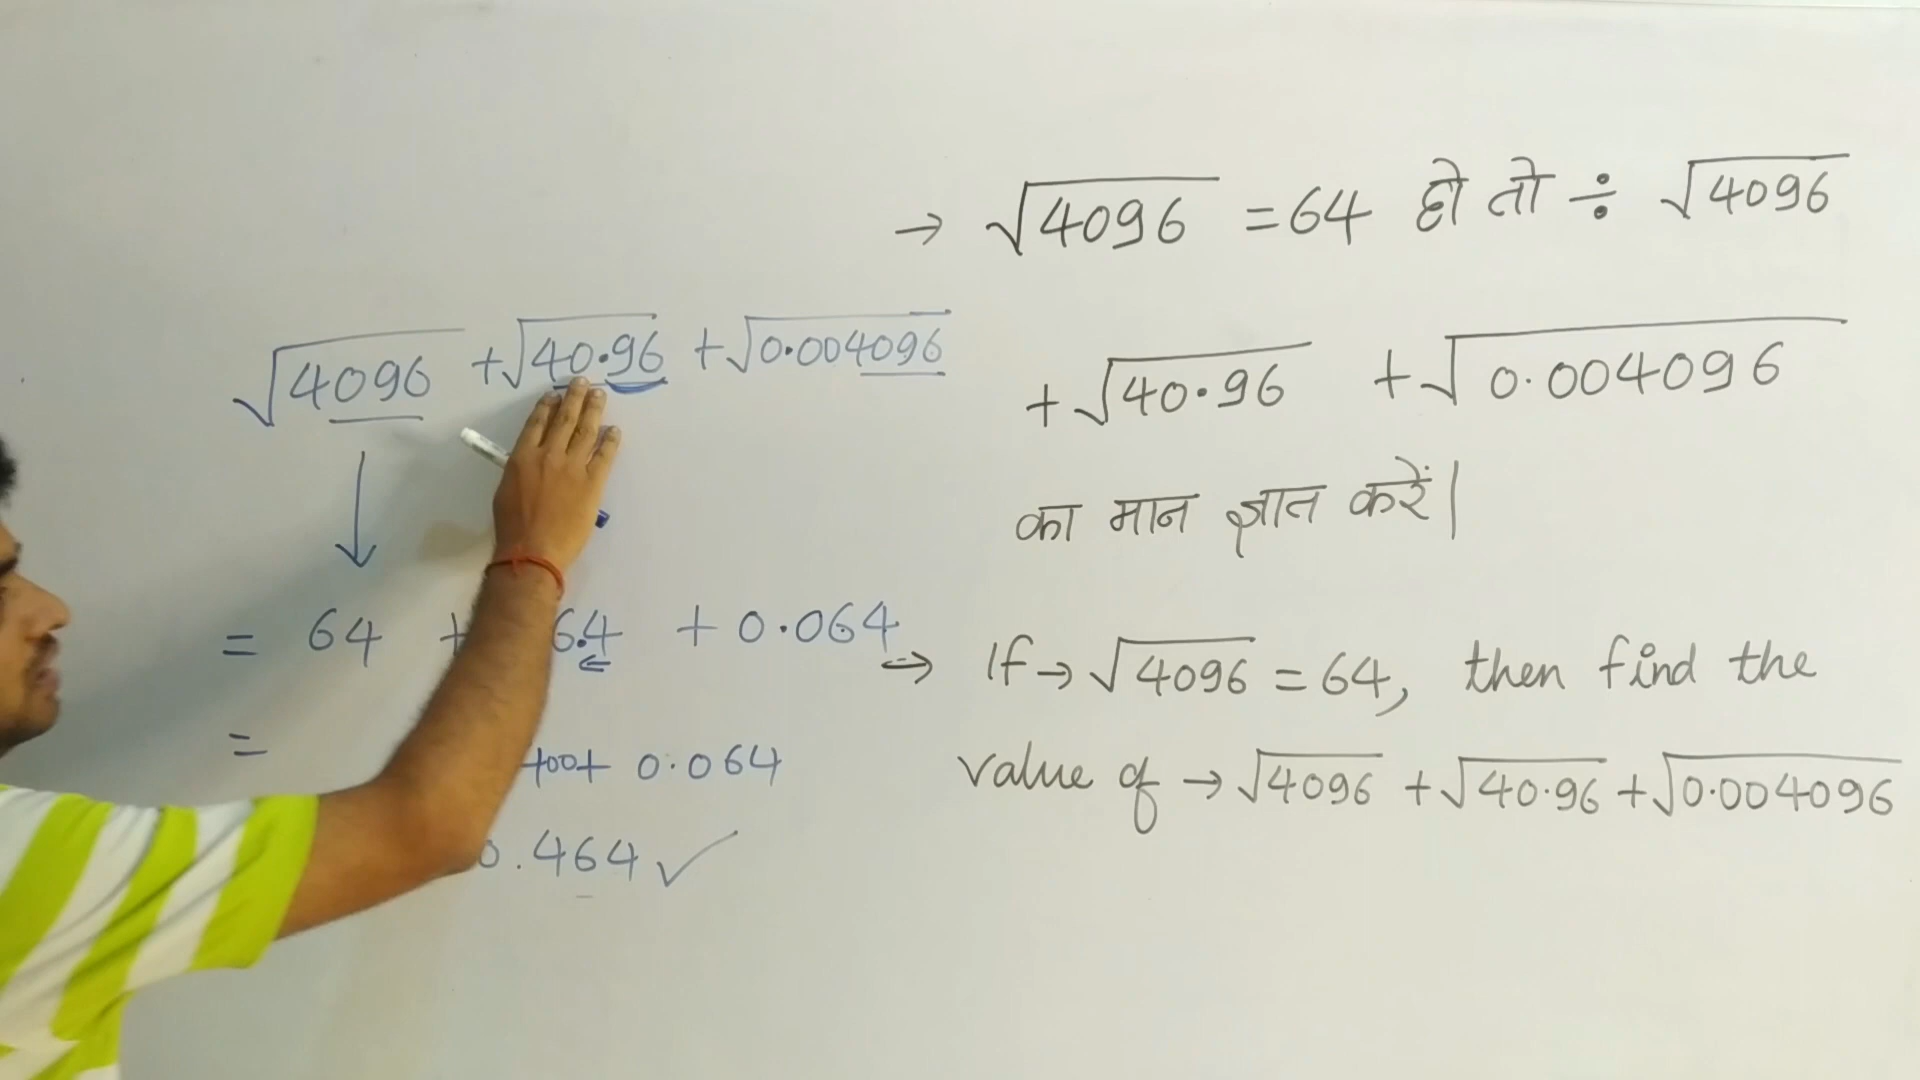 √4096 + √40.96 + √0.004096
= 64 + 6.4 + 0.064
= + 0.064
0.464 ✓
→ √4096 = 64 हो तो ÷ √4096
+ √40.96 + √0.004096
का मान ज्ञात करें।
→ If → √4096 = 64, then find the
value of → √4096 + √40.96 + √0.004096